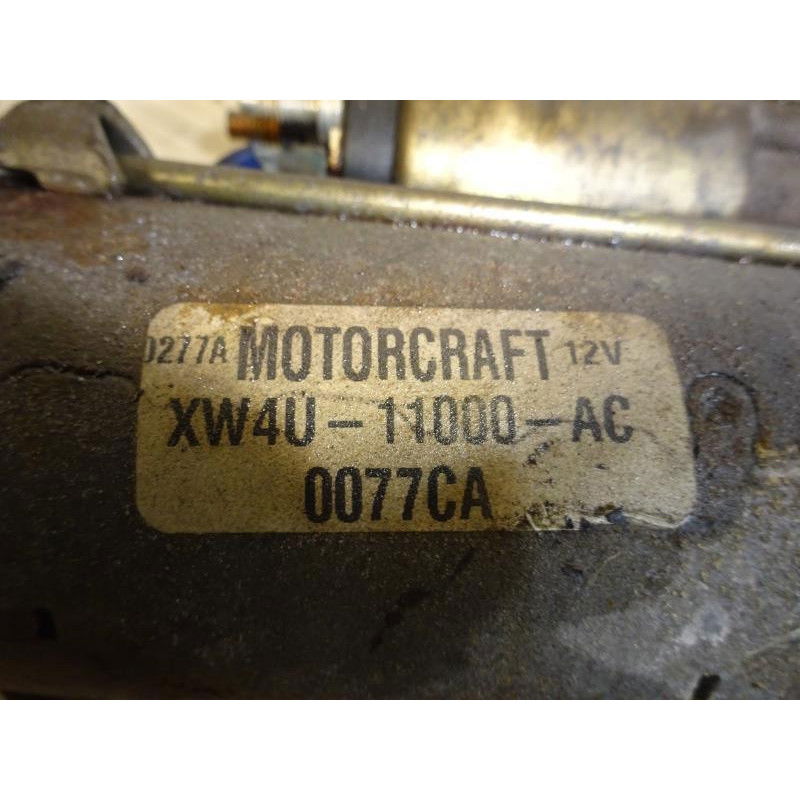 0277A MOTORCRAFT 12V
XW4U-11000-AC
0077CA